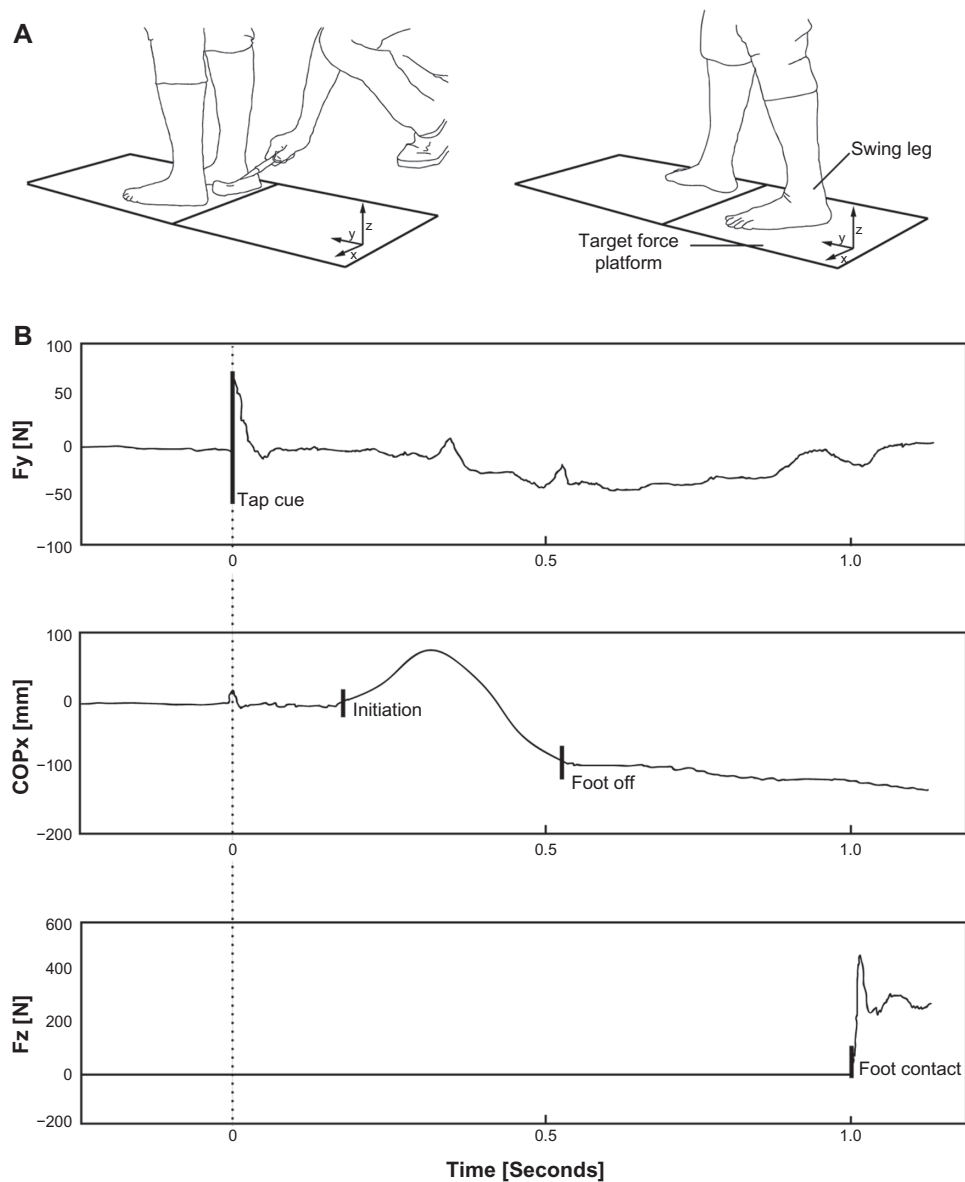 A
z
y
x
Swing leg
Target force
platform
z
y
x
B
Fy [N]
100
50
0
−50
−100
Tap cue
0
0.5
1.0
COPx [mm]
100
0
−100
−200
Initiation
Foot off
0
0.5
1.0
Fz [N]
600
400
200
0
−200
Foot contact
0
0.5
1.0
Time [Seconds]